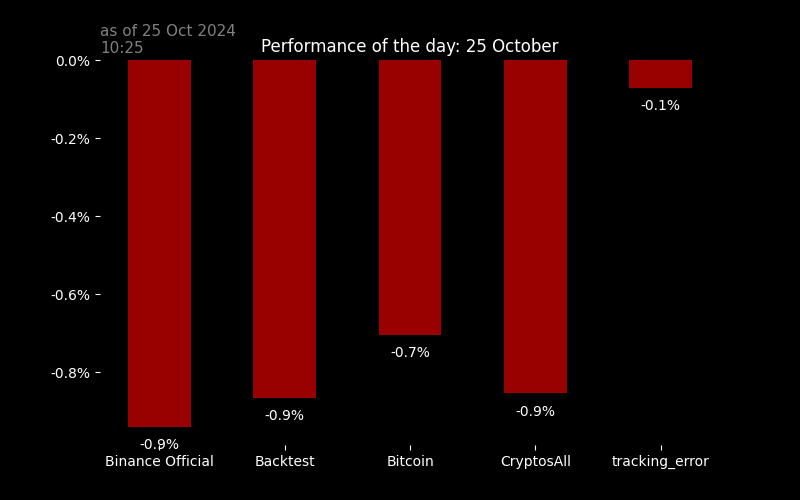 as of 25 Oct 2024
10:25
Performance of the day: 25 October
0.0%
-0.2%
-0.4%
-0.6%
-0.8%
-0.9%
-0.9%
-0.7%
-0.9%
-0.1%
Binance Official
Backtest
Bitcoin
CryptosAll
tracking_error